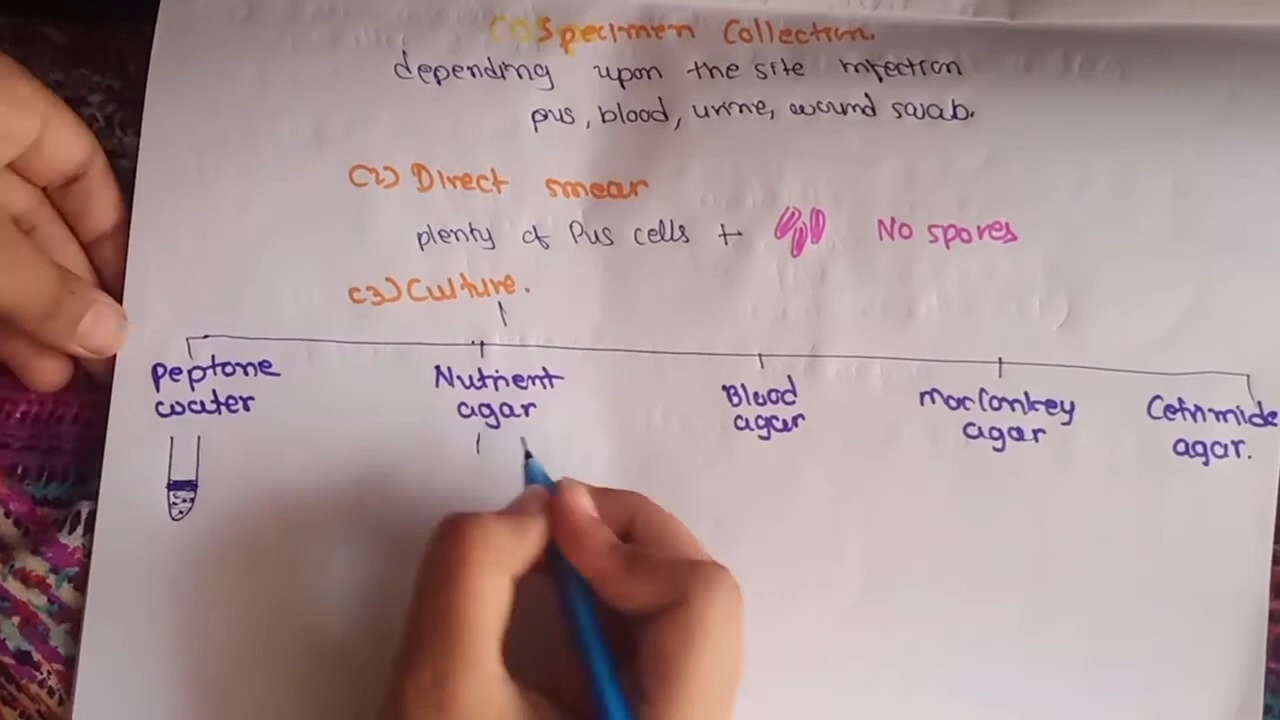 (1) Specimen Collection.
depending upon the site infection
pus, blood, urine, wound swab.
(2) Direct smear
plenty of Pus cells + No spores
(3) Culture.
Peptone water
Nutrient agar
Blood agar
MacConkey agar
Cetrimide agar.